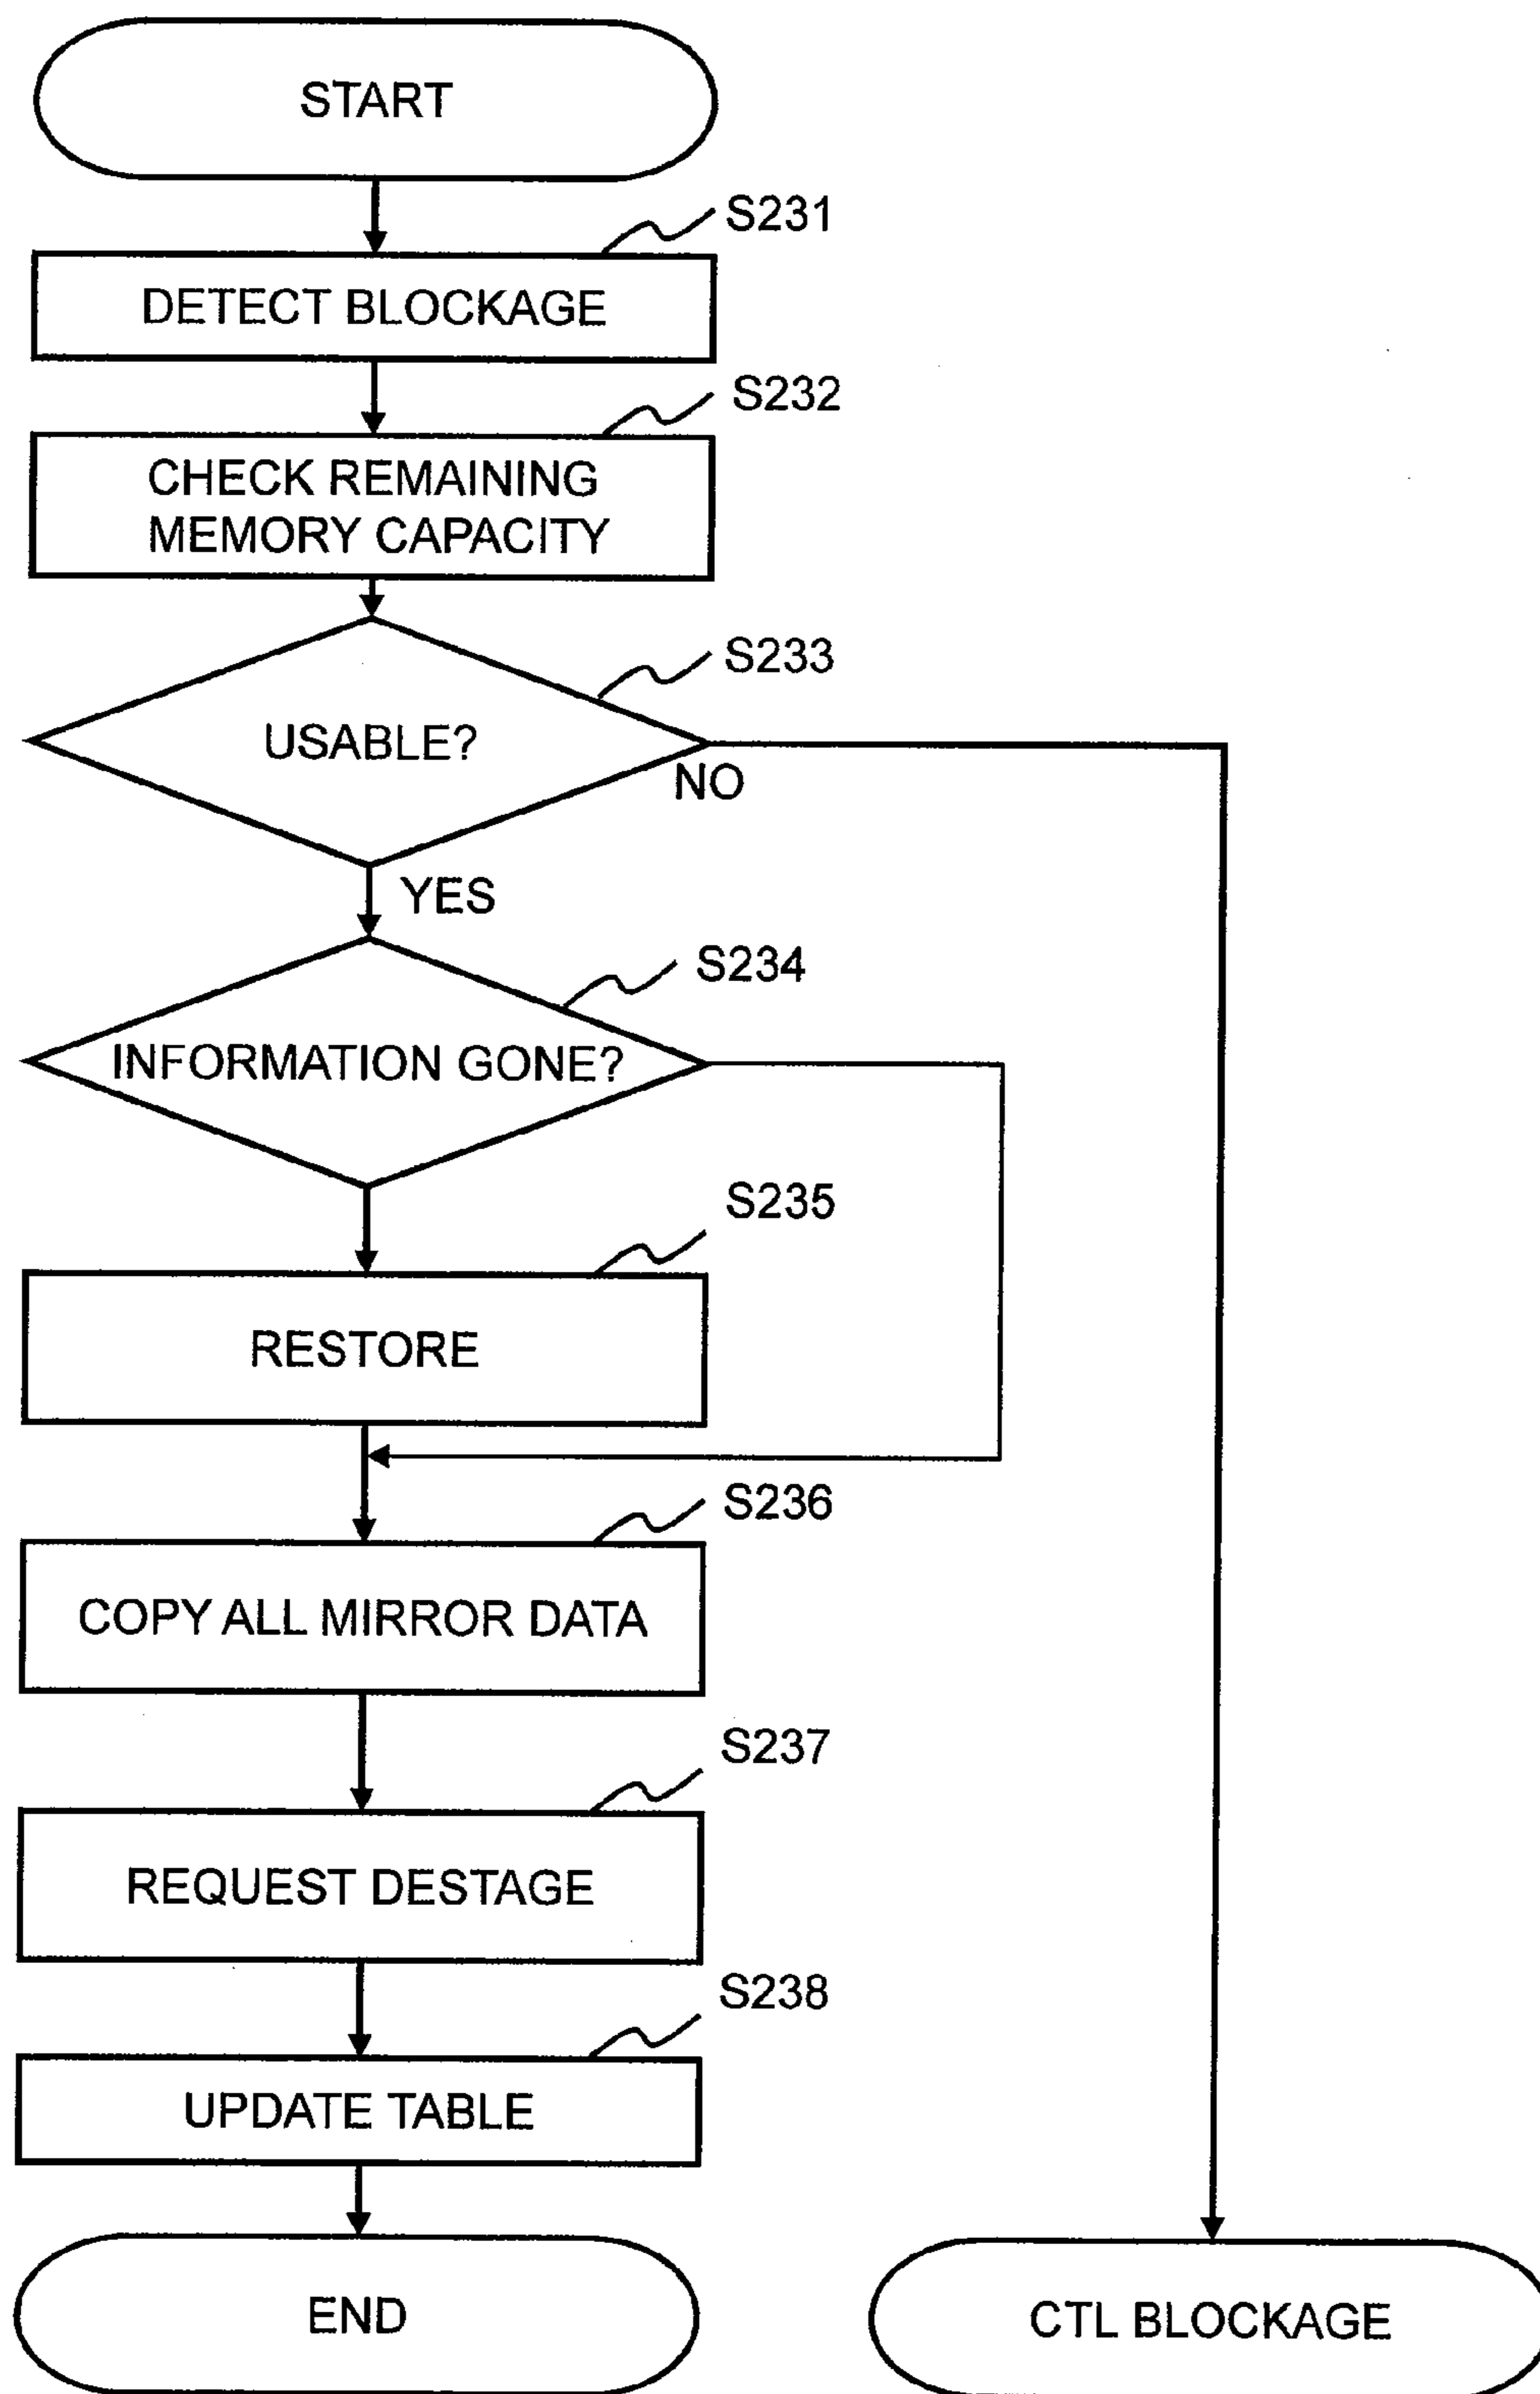 START
S231
DETECT BLOCKAGE
S232
CHECK REMAINING
MEMORY CAPACITY
S233
USABLE?
NO
YES
S234
INFORMATION GONE?
S235
RESTORE
S236
COPY ALL MIRROR DATA
S237
REQUEST DESTAGE
S238
UPDATE TABLE
END
CTL BLOCKAGE